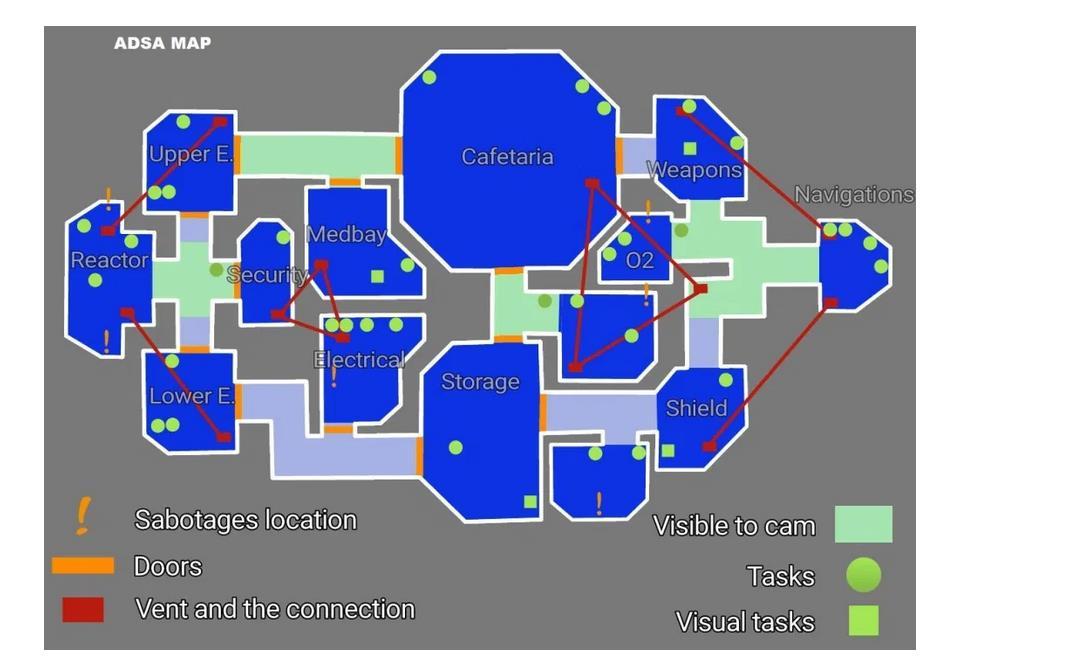 ADSA MAP
Upper E.
Cafetaria
Weapons
Navigations
Medbay
Reactor
Security
O2
Electrical
Storage
Lower E.
Shield
Sabotages location
Doors
Vent and the connection
Visible to cam
Tasks
Visual tasks